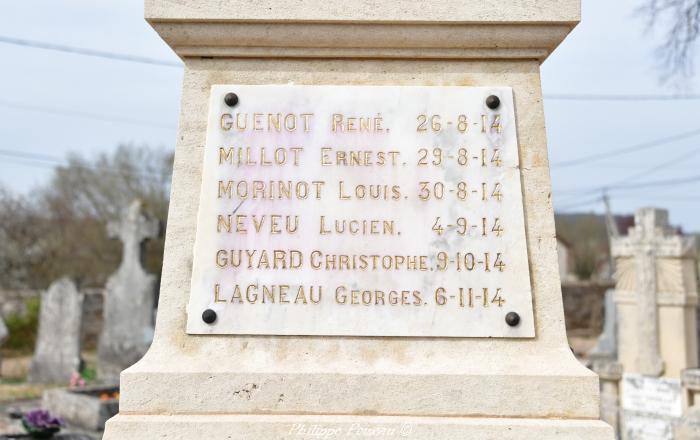 GUENOT RENÉ. 26-8-14
MILLOT ERNEST. 29-8-14
MORINOT LOUIS. 30-8-14
NEVEU LUCIEN. 4-9-14
GUYARD CHRISTOPHE. 9-10-14
LAGNEAU GEORGES. 6-11-14
Philippe Poiseau ©